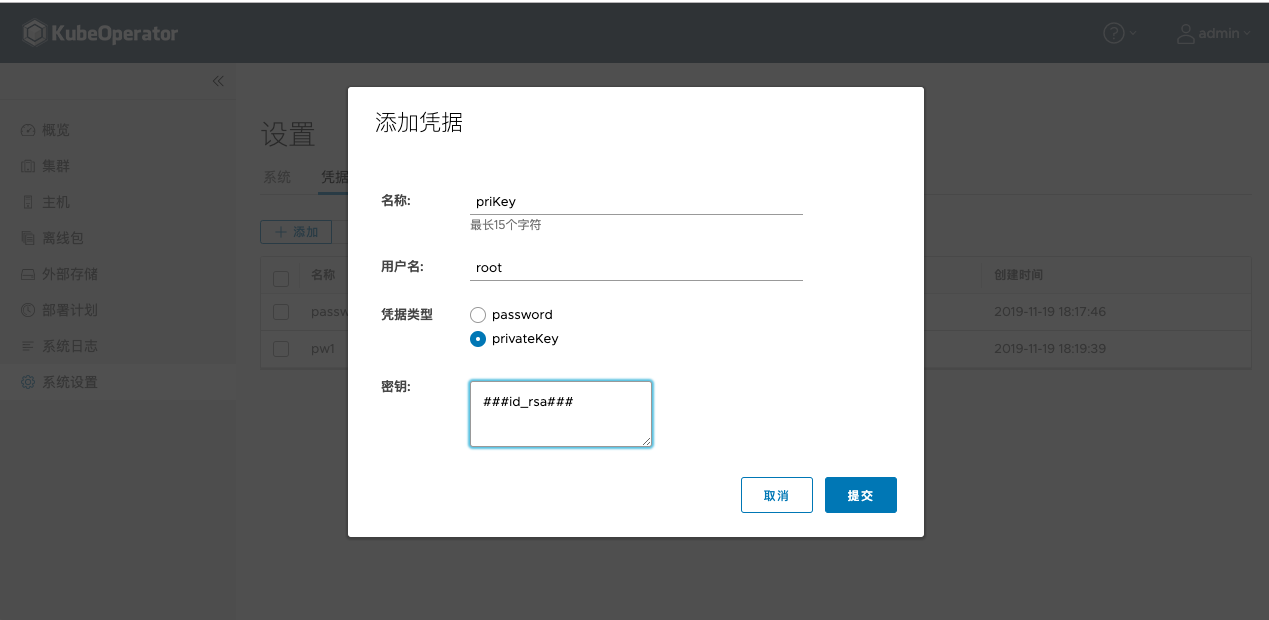 KubeOperator
admin
概览
集群
主机
离线包
外部存储
部署计划
系统日志
系统设置
设置
系统 凭据
添加
名称 创建时间
passw 2019-11-19 18:17:46
pw1 2019-11-19 18:19:39
添加凭据
名称: priKey
最长15个字符
用户名: root
凭据类型 password
privateKey
密钥: ###id_rsa###
取消 提交